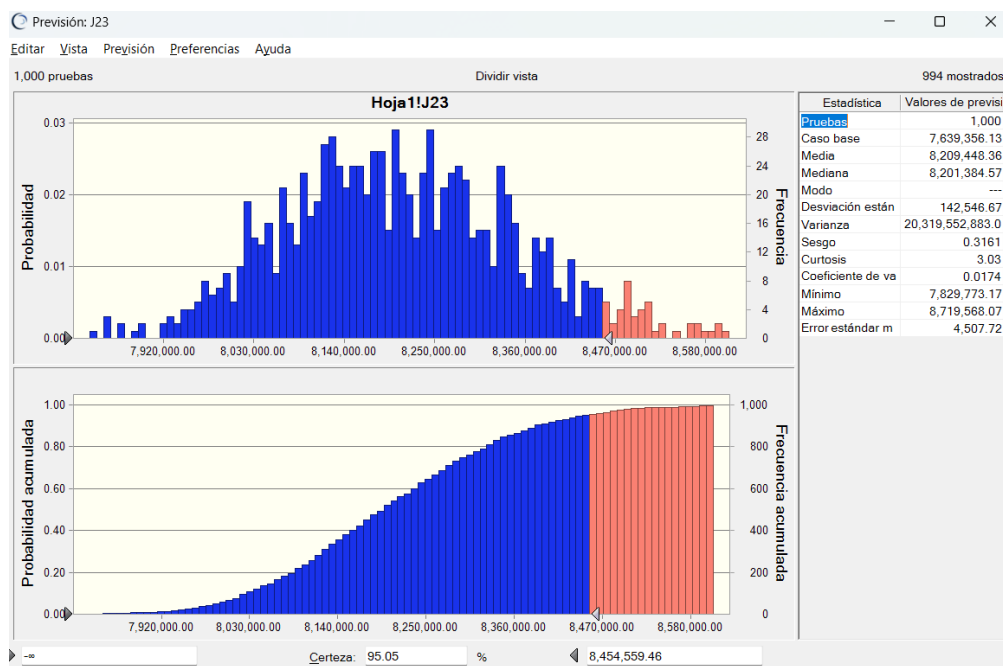 Previsión: J23
Editar Vista Previsión Preferencias Ayuda
1,000 pruebas Dividir vista 994 mostrados
Hoja1!J23
Probabilidad
0.03
0.02
0.01
0.00
28
24
20
16
12
8
4
0
Frecuencia
7,920,000.00 8,030,000.00 8,140,000.00 8,250,000.00 8,360,000.00 8,470,000.00 8,580,000.00
Probabilidad acumulada
1.00
0.80
0.60
0.40
0.20
0.00
1,000
800
600
400
200
0
Frecuencia acumulada
7,920,000.00 8,030,000.00 8,140,000.00 8,250,000.00 8,360,000.00 8,470,000.00 8,580,000.00
Estadística Valores de previsi
Pruebas 1,000
Caso base 7,639,356.13
Media 8,209,448.36
Mediana 8,201,384.57
Modo ---
Desviación están 142,546.67
Varianza 20,319,552,883.0
Sesgo 0.3161
Curtosis 3.03
Coeficiente de va 0.0174
Mínimo 7,829,773.17
Máximo 8,719,568.07
Error estándar m 4,507.72
-∞ Certeza: 95.05 % 8,454,559.46